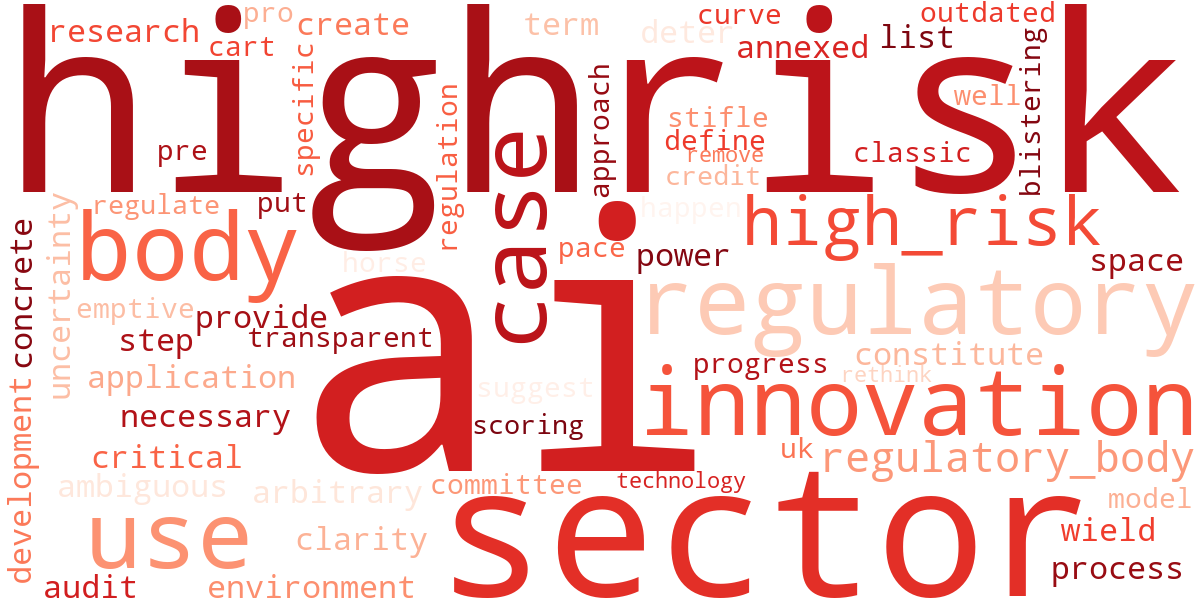 highrisk
research
cart
pro
create
term
deter
curve
annexed
outdated
list
well
blistering
specific
regulation
approach
stifle
define
remove
credit
classic
pre
put
regulate
body
uncertainty
concrete
case
happen
high_risk
horse
pace
power
space
emptive
provide
step
transparent
ai
regulatory
application
suggest
progress
constitute
rethink
innovation
necessary
scoring
critical
development
uk
regulatory_body
ambiguous
arbitrary
committee
technology
model
use
clarity
sector
wield
process
audit
environment